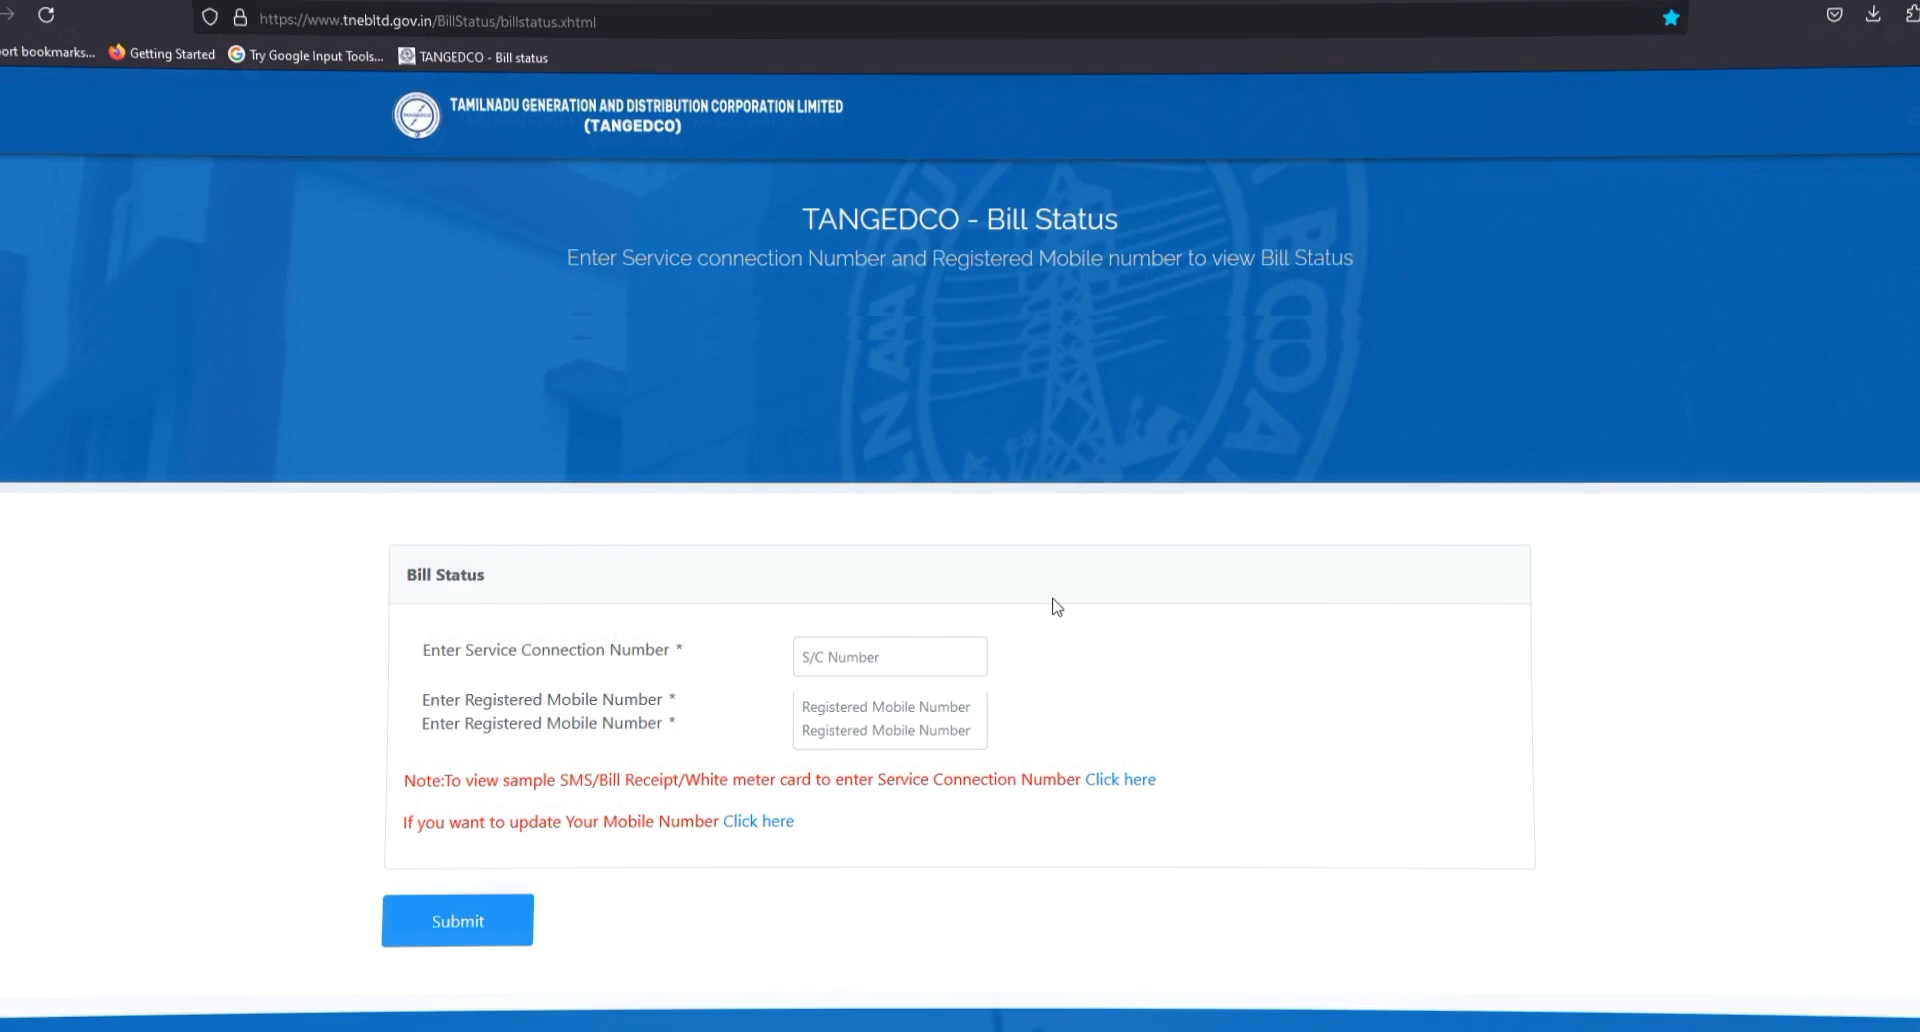 https://www.tnebltd.gov.in/BillStatus/billstatus.xhtml
ort bookmarks... Getting Started Try Google Input Tools... TANGEDCO - Bill status
TAMILNADU GENERATION AND DISTRIBUTION CORPORATION LIMITED
(TANGEDCO)
TANGEDCO - Bill Status
Enter Service connection Number and Registered Mobile number to view Bill Status
Bill Status
Enter Service Connection Number * S/C Number
Enter Registered Mobile Number * Registered Mobile Number
Enter Registered Mobile Number * Registered Mobile Number
Note:To view sample SMS/Bill Receipt/White meter card to enter Service Connection Number Click here
If you want to update Your Mobile Number Click here
Submit